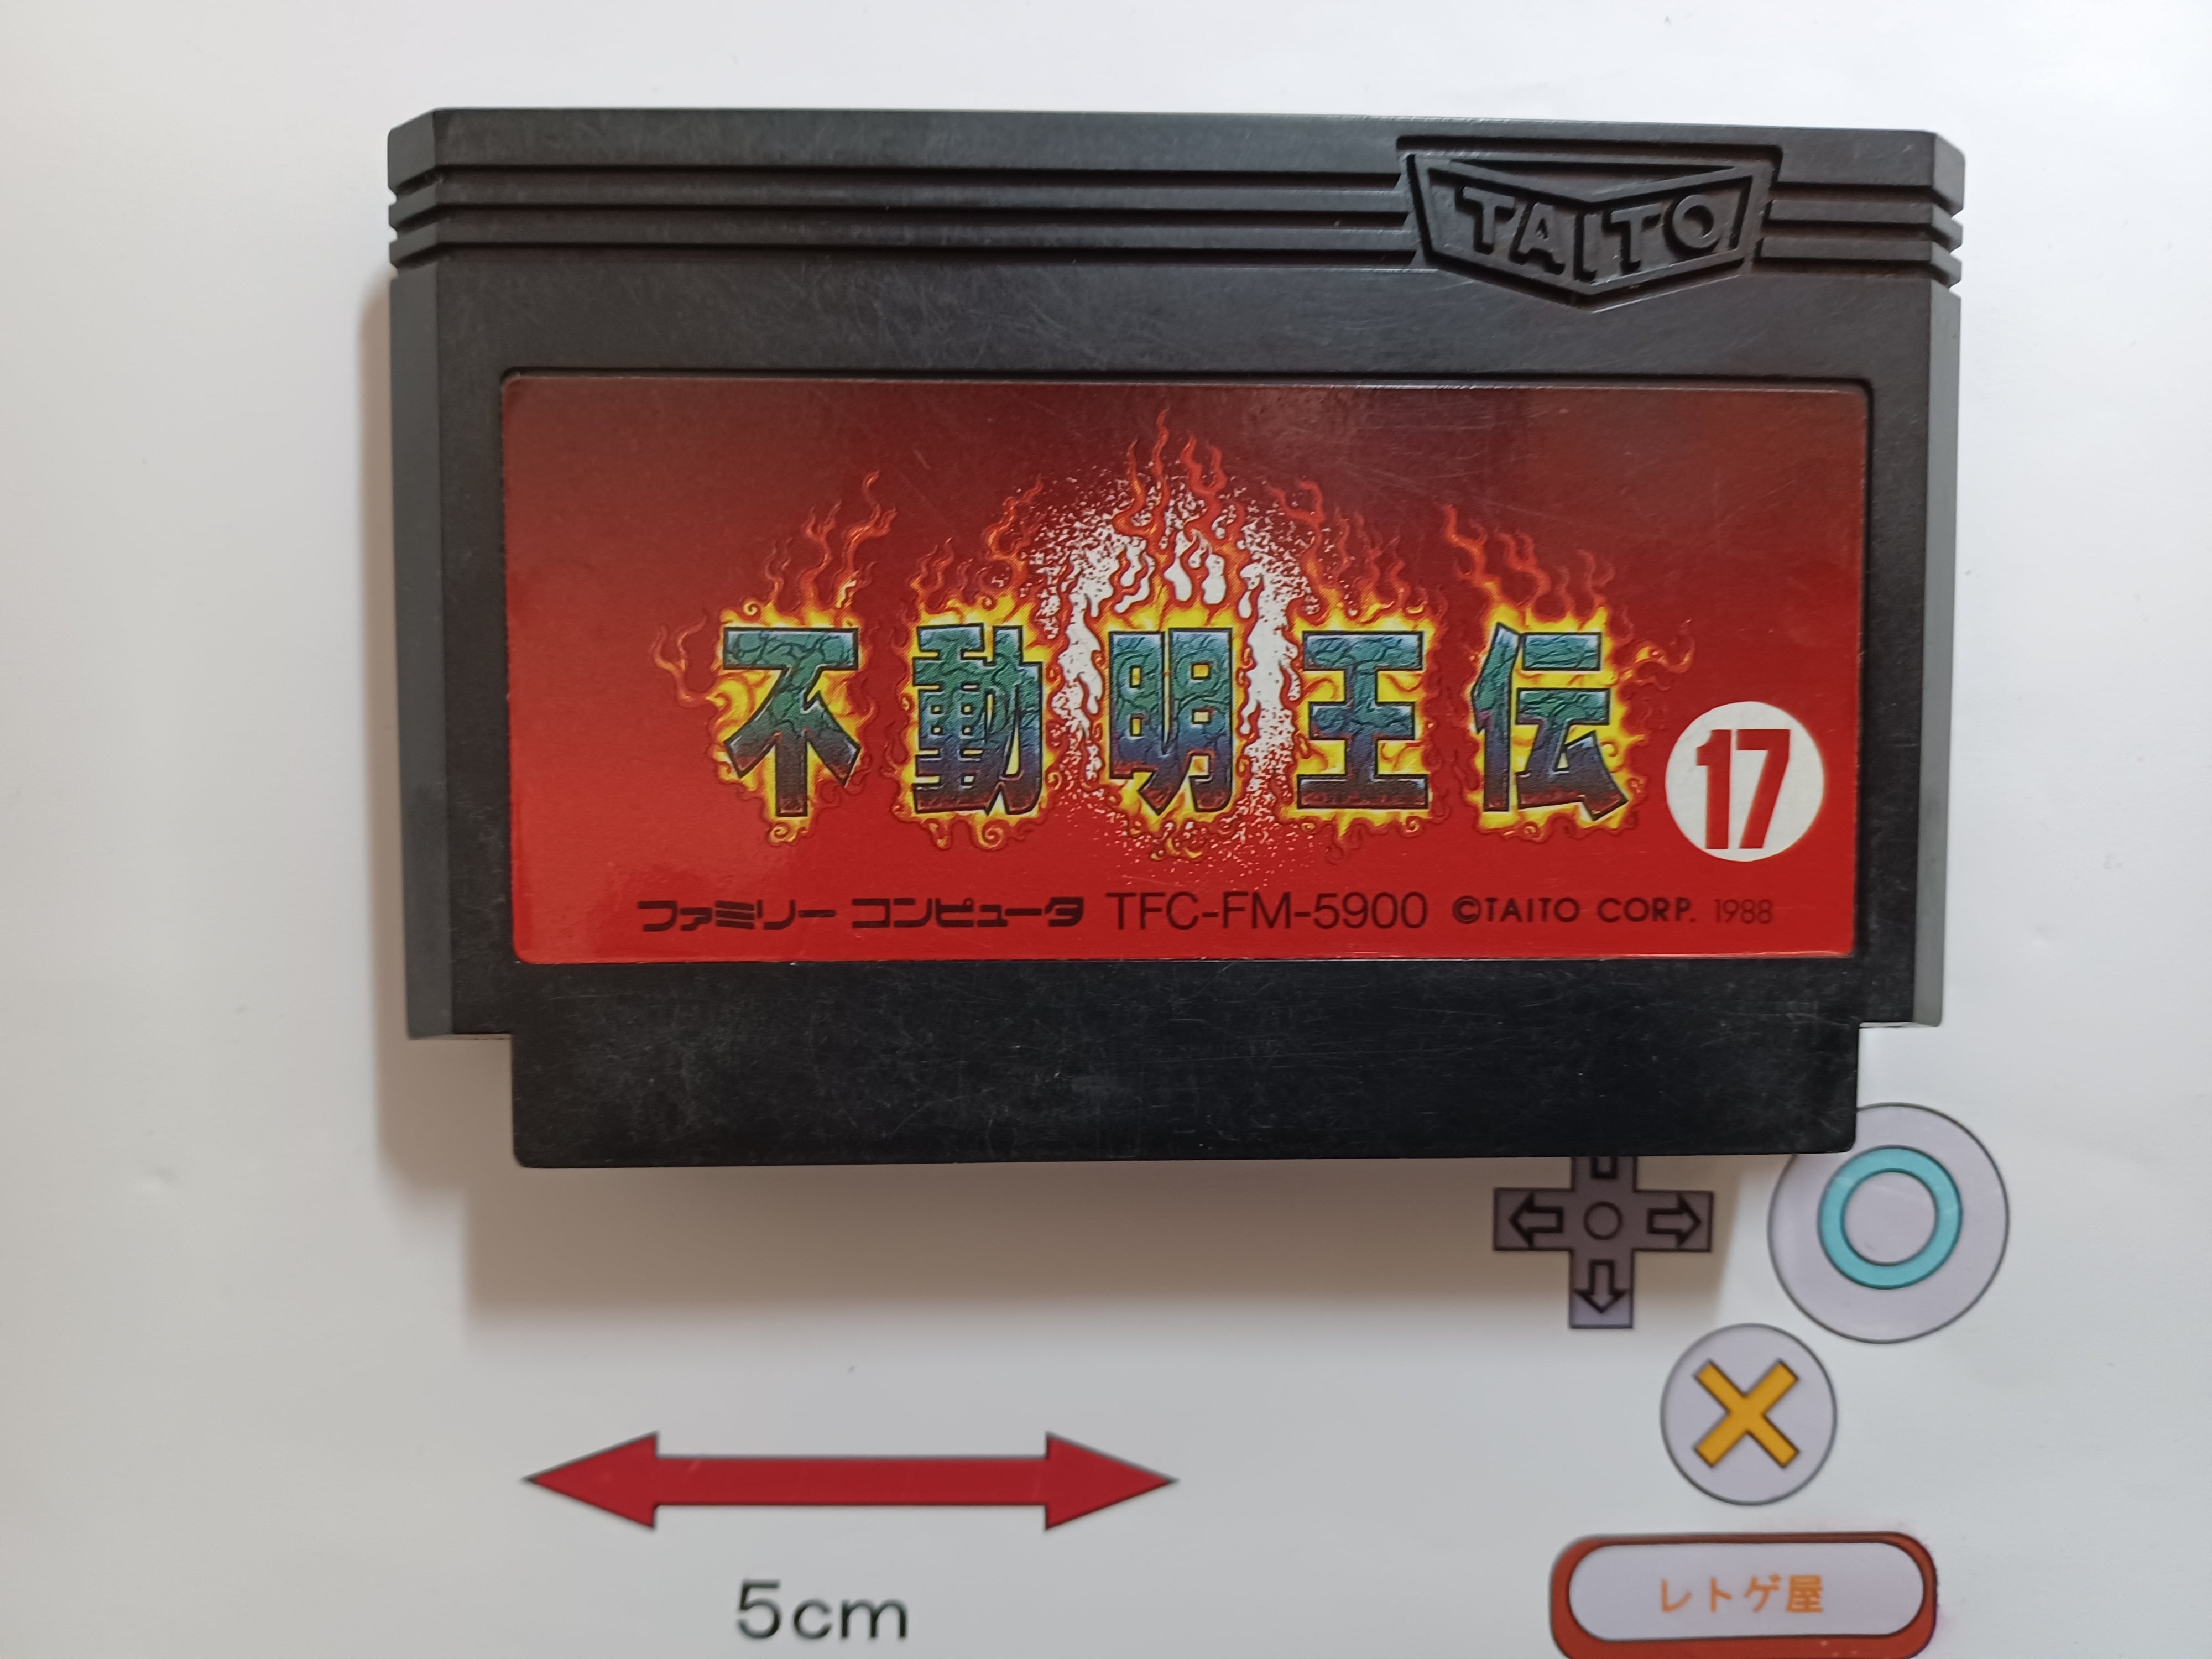 TAITO
不動明王伝
17
ファミリー コンピュータ TFC-FM-5900 ©TAITO CORP. 1988
5cm
レトゲ屋